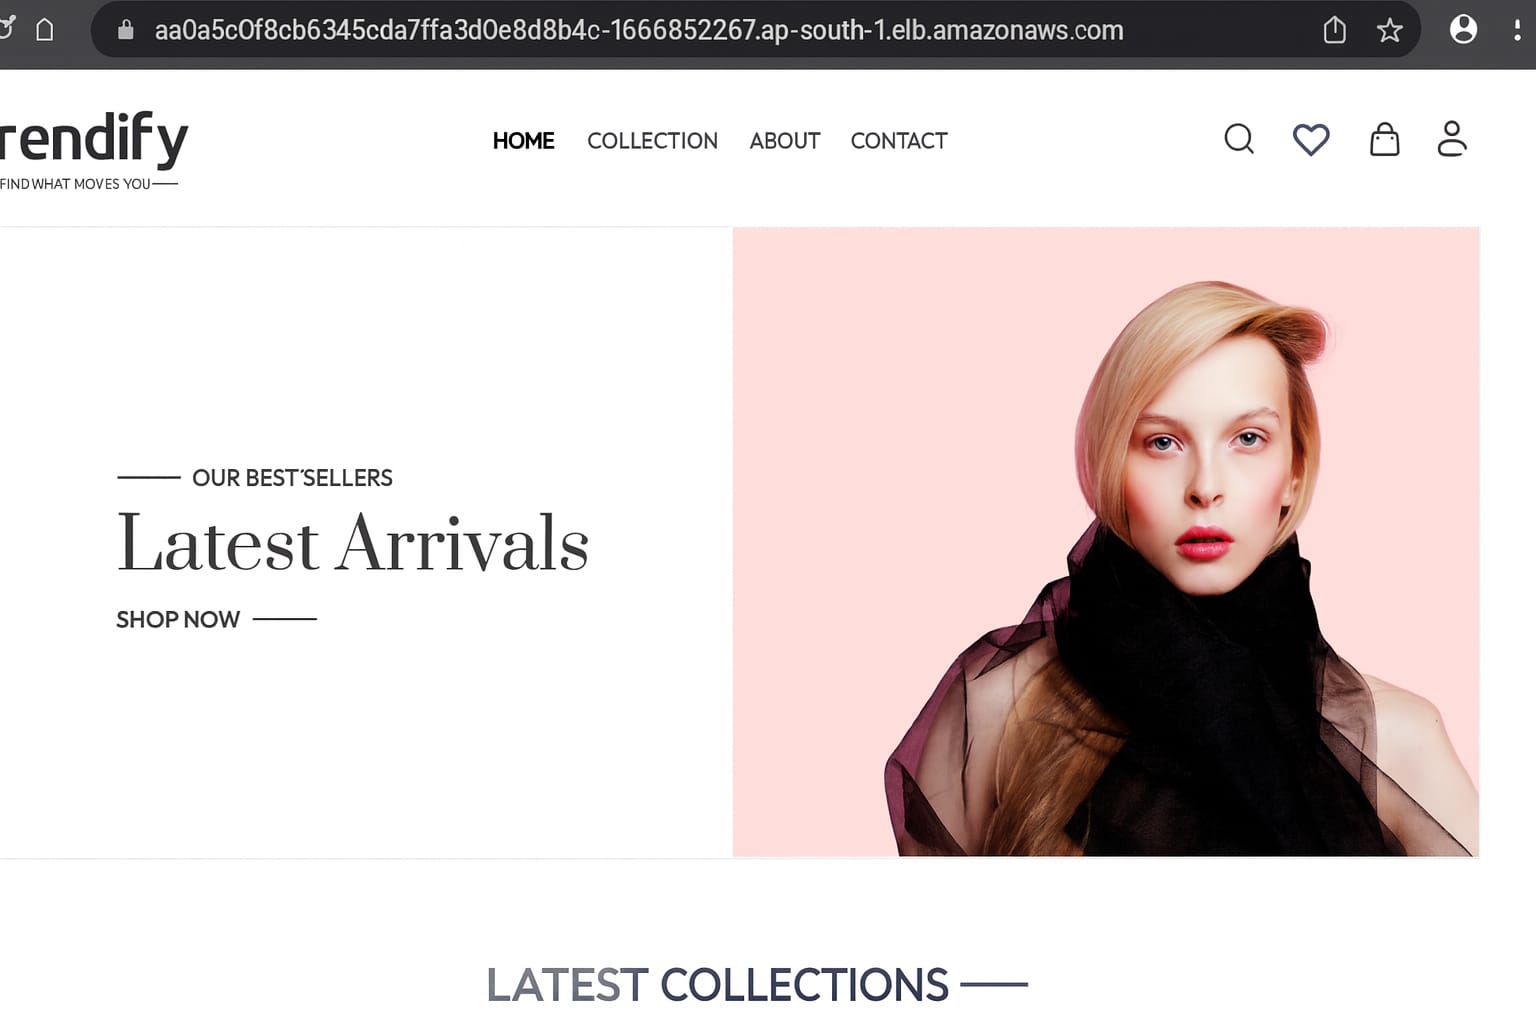 aa0a5c0f8cb6345cda7ffa3d0e8d8b4c-1666852267.ap-south-1.elb.amazonaws.com
rendify
FIND WHAT MOVES YOU
HOME COLLECTION ABOUT CONTACT
OUR BEST'SELLERS
Latest Arrivals
SHOP NOW
LATEST COLLECTIONS